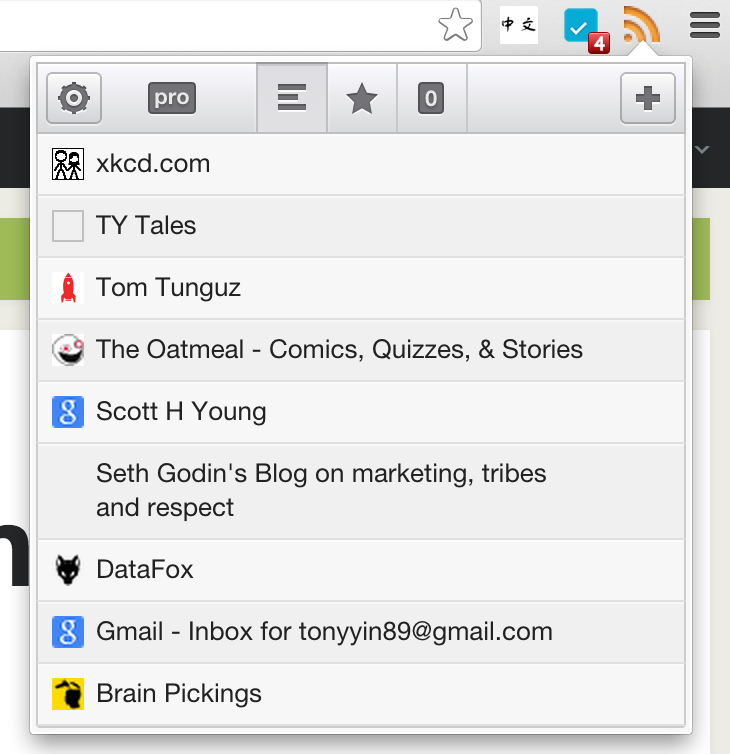 中文
4
pro
0
xkcd.com
TY Tales
Tom Tunguz
The Oatmeal - Comics, Quizzes, & Stories
Scott H Young
Seth Godin's Blog on marketing, tribes
and respect
DataFox
Gmail - Inbox for tonyyin89@gmail.com
Brain Pickings